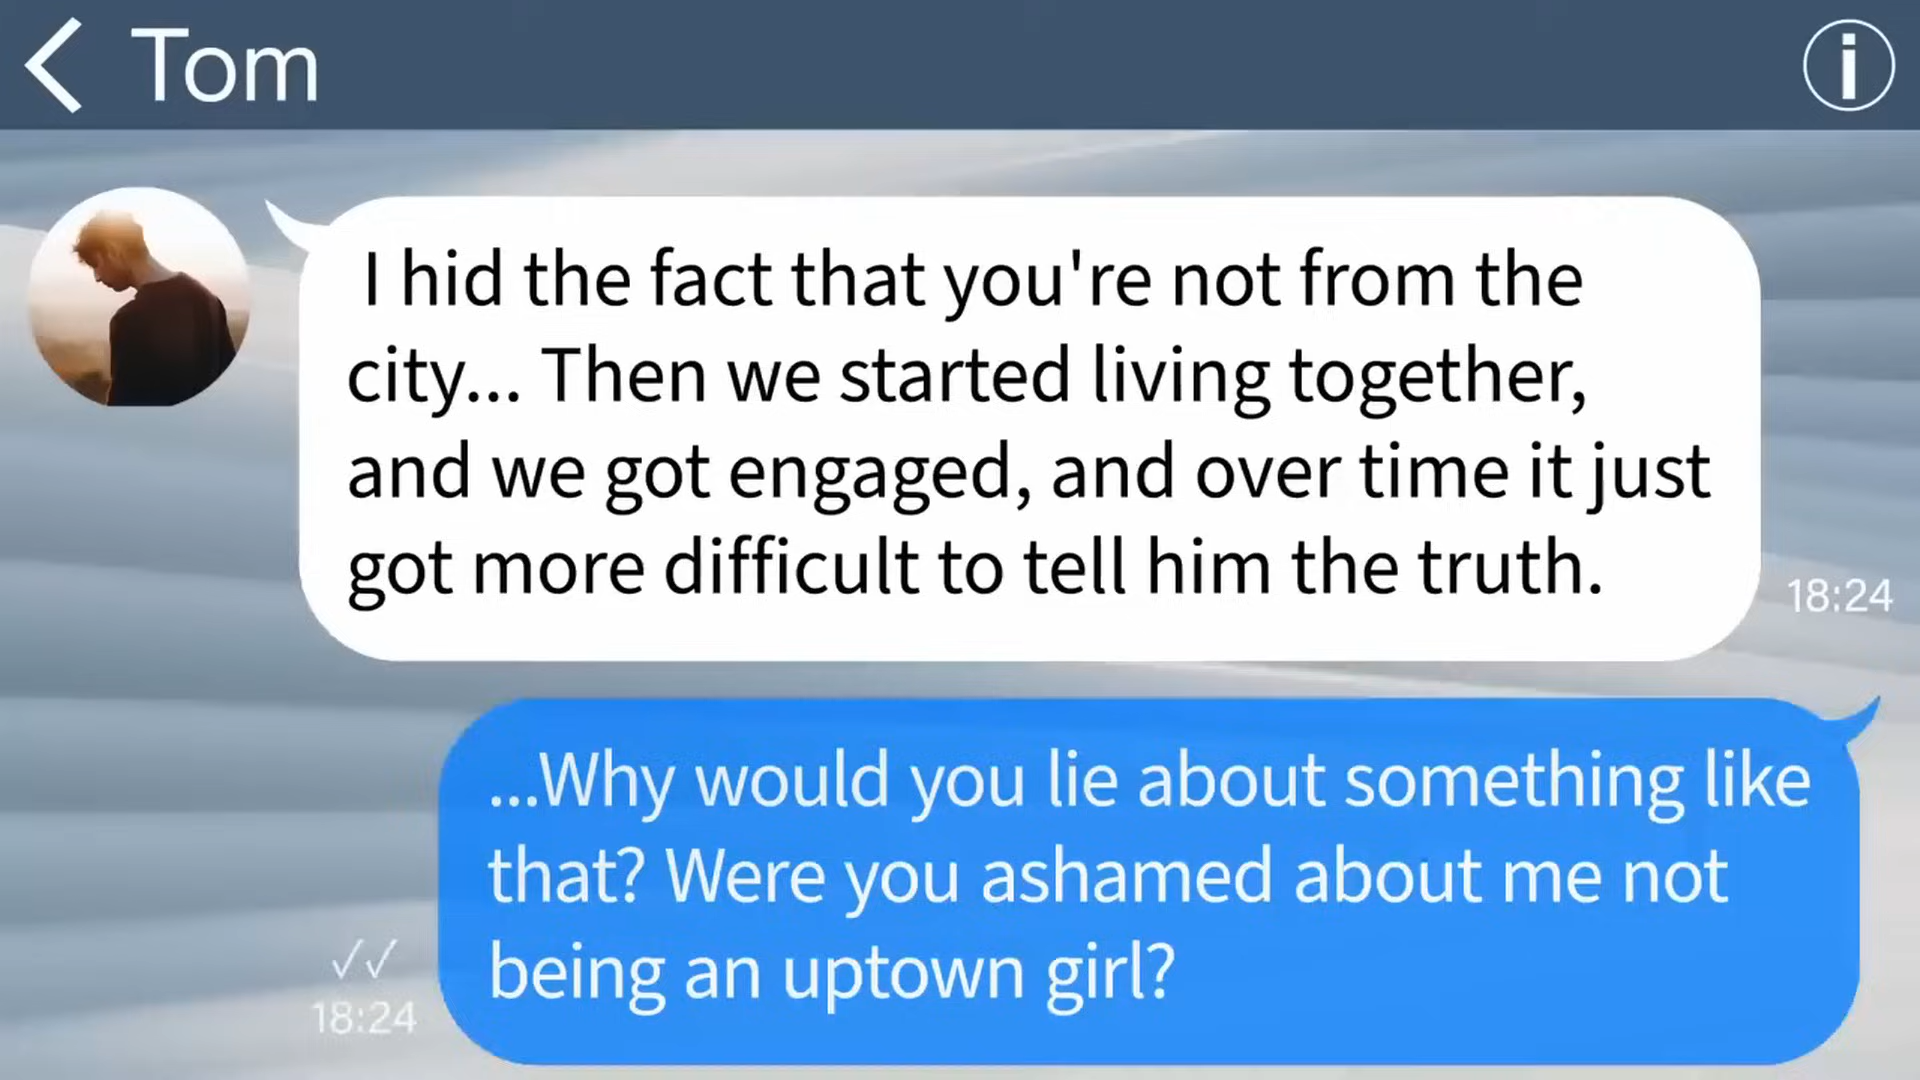 Tom
I hid the fact that you're not from the
city... Then we started living together,
and we got engaged, and over time it just
got more difficult to tell him the truth.
18:24
...Why would you lie about something like
that? Were you ashamed about me not
being an uptown girl?
18:24